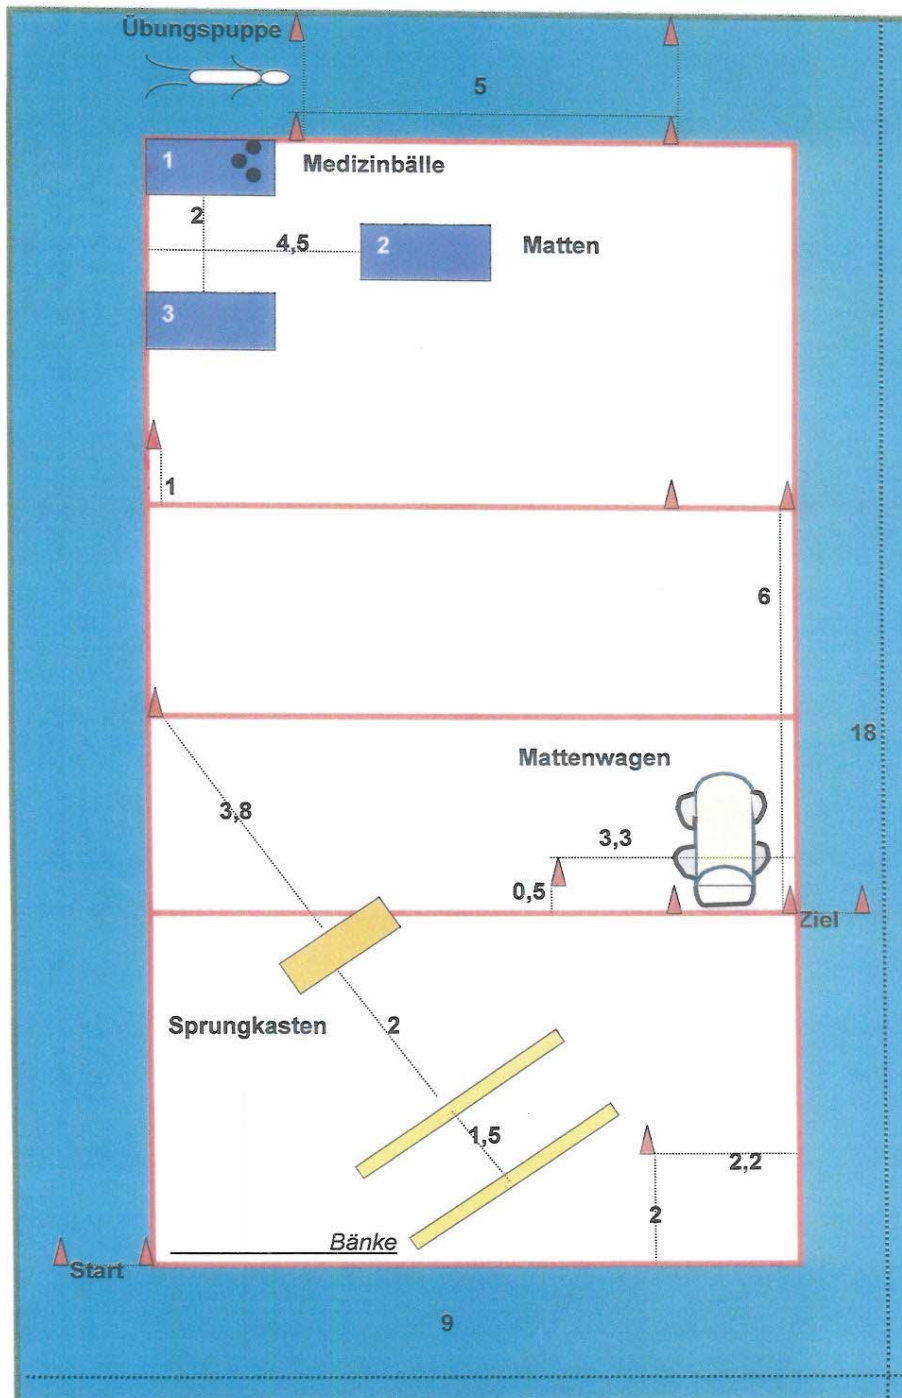 Übungspuppe
5
1
Medizinbälle
2
4,5
2
Matten
3
1
6
18
Mattenwagen
3,8
3,3
0,5
Ziel
Sprungkasten
2
1,5
2,2
2
Bänke
Start
9